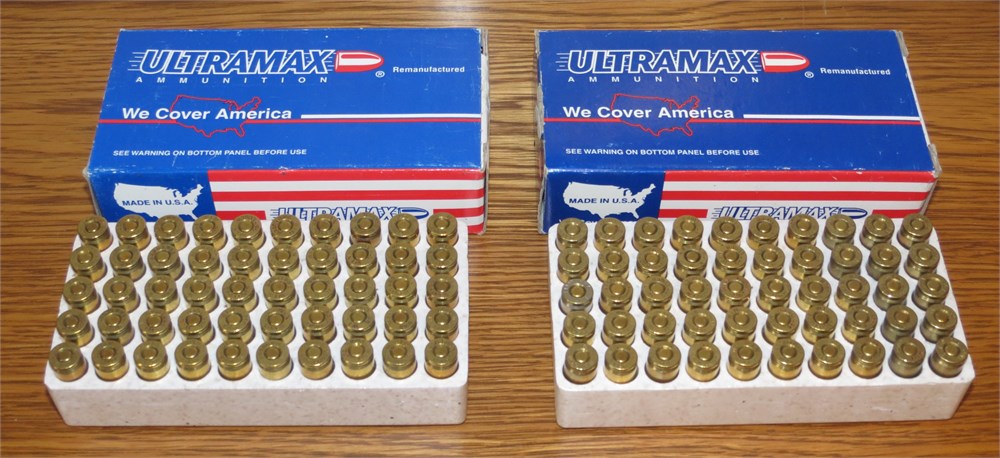 ULTRAMAX ®
AMMUNITION
Remanufactured
We Cover America
SEE WARNING ON BOTTOM PANEL BEFORE USE
MADE IN U.S.A.
ULTRAMAX
ULTRAMAX ®
AMMUNITION
Remanufactured
We Cover America
SEE WARNING ON BOTTOM PANEL BEFORE USE
MADE IN U.S.A.
ULTRAMAX